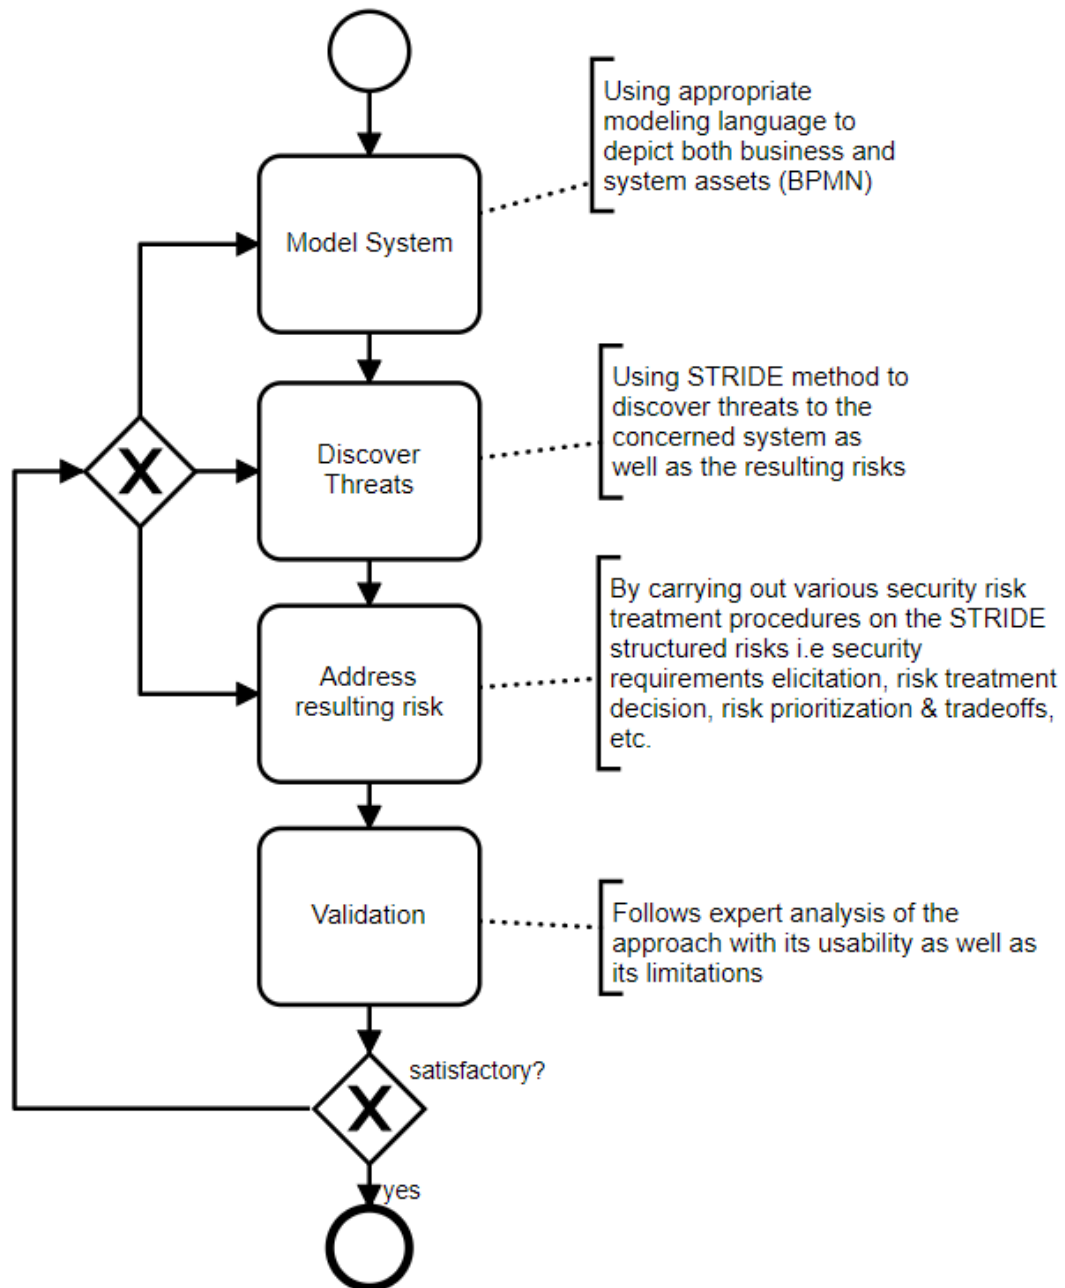 Using appropriate
modeling language to
depict both business and
system assets (BPMN)
Model System
Using STRIDE method to
discover threats to the
concerned system as
well as the resulting risks
Discover
Threats
X
By carrying out various security risk
treatment procedures on the STRIDE
structured risks i.e security
requirements elicitation, risk treatment
decision, risk prioritization & tradeoffs,
etc.
Address
resulting risk
Validation
Follows expert analysis of the
approach with its usability as well as
its limitations
satisfactory?
X
yes